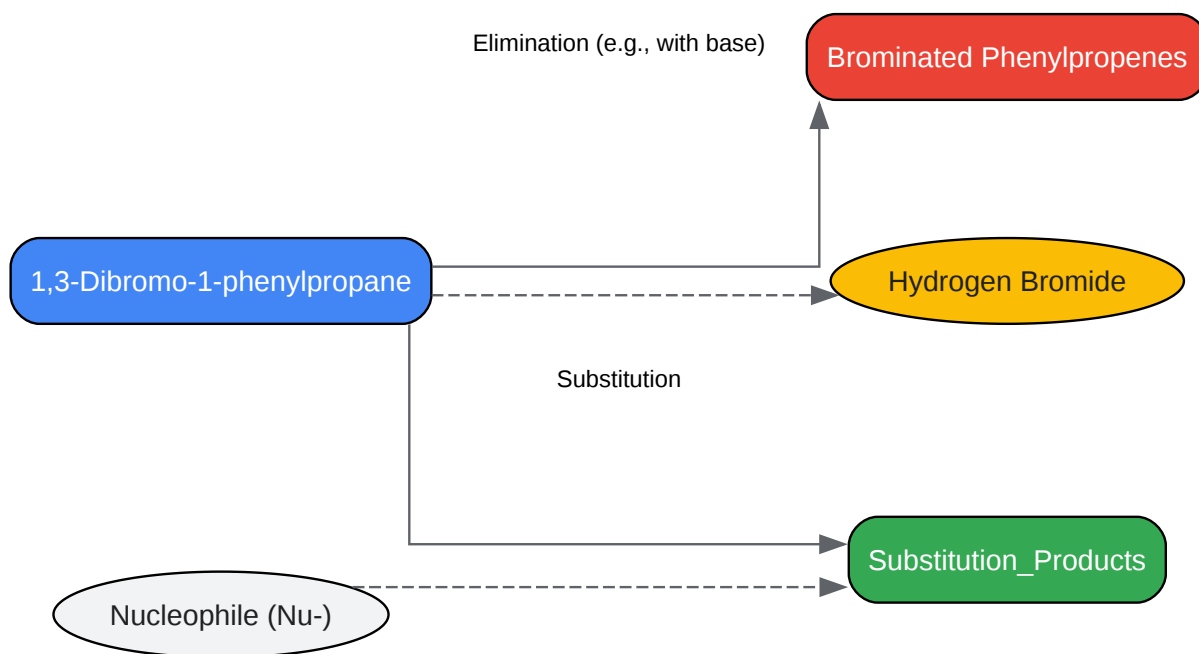 Elimination (e.g., with base)
Brominated Phenylpropenes
1,3-Dibromo-1-phenylpropane
Hydrogen Bromide
Substitution
Substitution_Products
Nucleophile (Nu-)